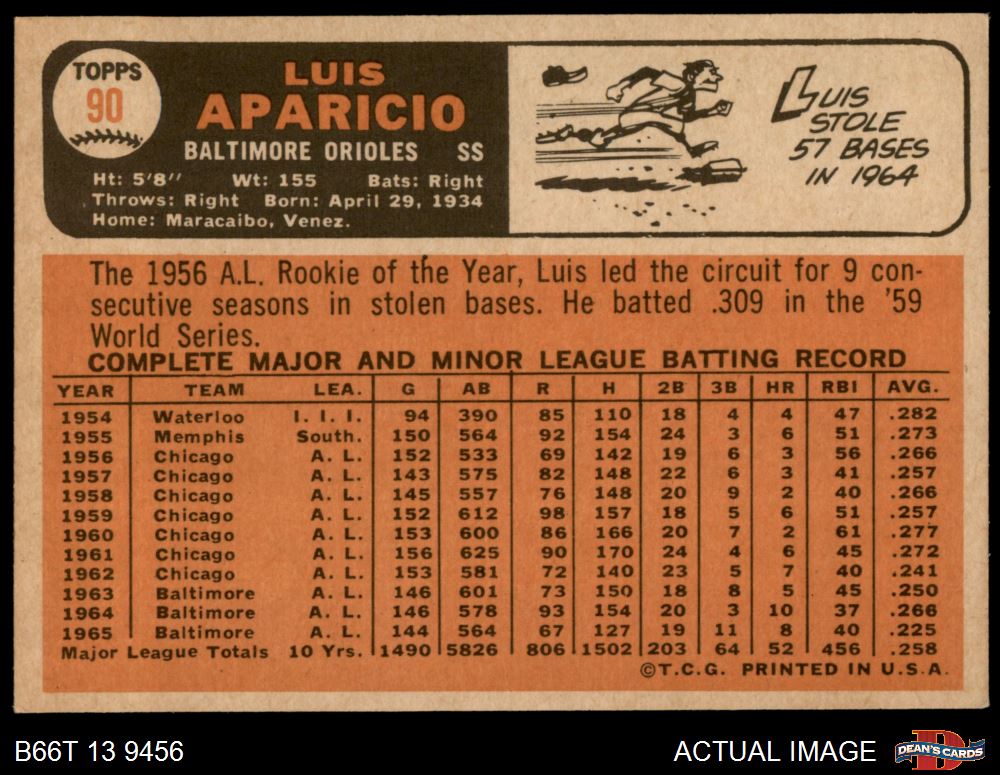 TOPPS
90
LUIS
APARICIO
BALTIMORE ORIOLES SS
Ht: 5'8" Wt: 155 Bats: Right
Throws: Right Born: April 29, 1934
Home: Maracaibo, Venez.
LUIS
STOLE
57 BASES
IN 1964
The 1956 A.L. Rookie of the Year, Luis led the circuit for 9 con-
secutive seasons in stolen bases. He batted .309 in the '59
World Series.
COMPLETE MAJOR AND MINOR LEAGUE BATTING RECORD
YEAR TEAM LEA. G AB R H 2B 3B HR RBI AVG.
1954 Waterloo I. I. I. 94 390 85 110 18 4 4 47 .282
1955 Memphis South. 150 564 92 154 24 3 6 51 .273
1956 Chicago A. L. 152 533 69 142 19 6 3 56 .266
1957 Chicago A. L. 143 575 82 148 22 6 3 41 .257
1958 Chicago A. L. 145 557 76 148 20 9 2 40 .266
1959 Chicago A. L. 152 612 98 157 18 5 6 51 .257
1960 Chicago A. L. 153 600 86 166 20 7 2 61 .277
1961 Chicago A. L. 156 625 90 170 24 4 6 45 .272
1962 Chicago A. L. 153 581 72 140 23 5 7 40 .241
1963 Baltimore A. L. 146 601 73 150 18 8 5 45 .250
1964 Baltimore A. L. 146 578 93 154 20 3 10 37 .266
1965 Baltimore A. L. 144 564 67 127 19 11 8 40 .225
Major League Totals 10 Yrs. 1490 5826 806 1502 203 64 52 456 .258
©T.C.G. PRINTED IN U.S.A.
B66T 13 9456
ACTUAL IMAGE
DEAN'S CARDS